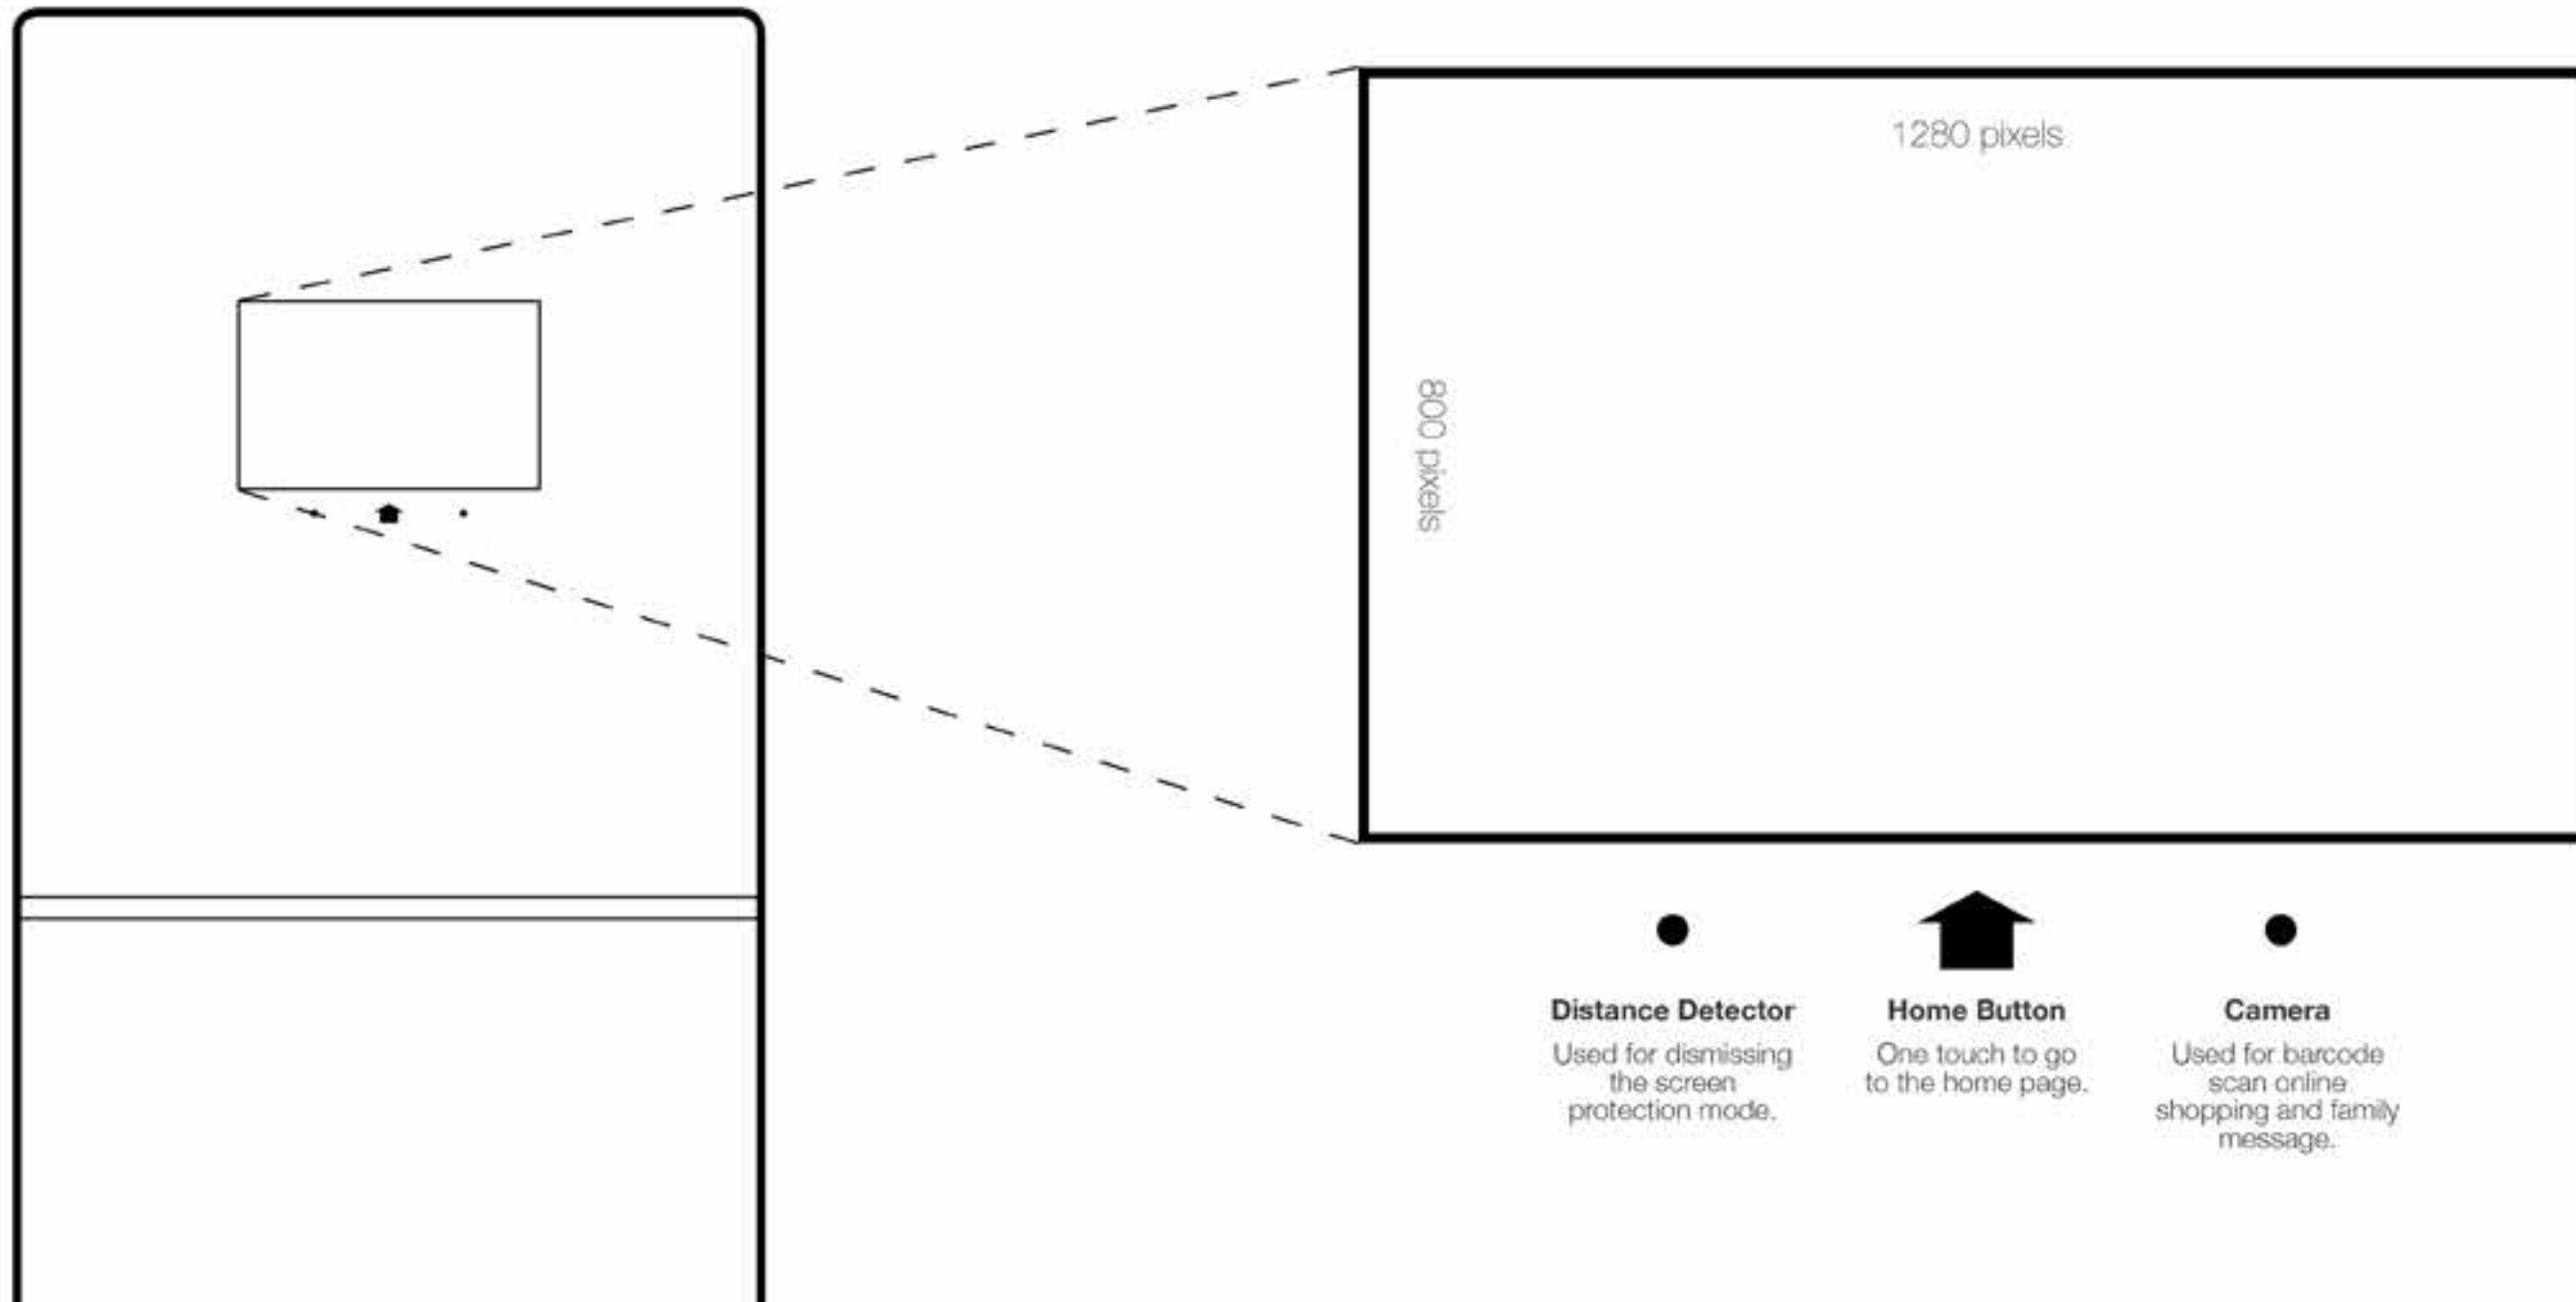 1280 pixels
800 pixels
Distance Detector
Used for dismissing
the screen
protection mode.
Home Button
One touch to go
to the home page.
Camera
Used for barcode
scan online
shopping and family
message.